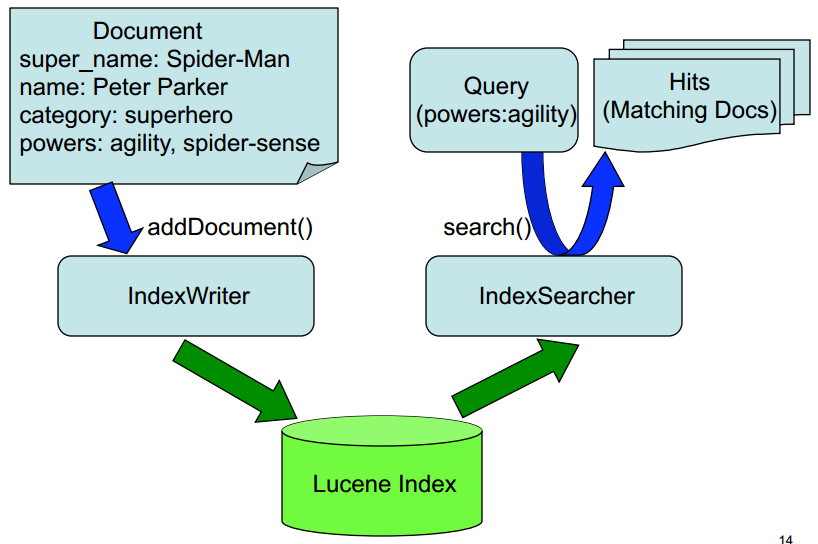 Document
super_name: Spider-Man
name: Peter Parker
category: superhero
powers: agility, spider-sense
Query
(powers:agility)
Hits
(Matching Docs)
addDocument()
search()
IndexWriter
IndexSearcher
Lucene Index
14